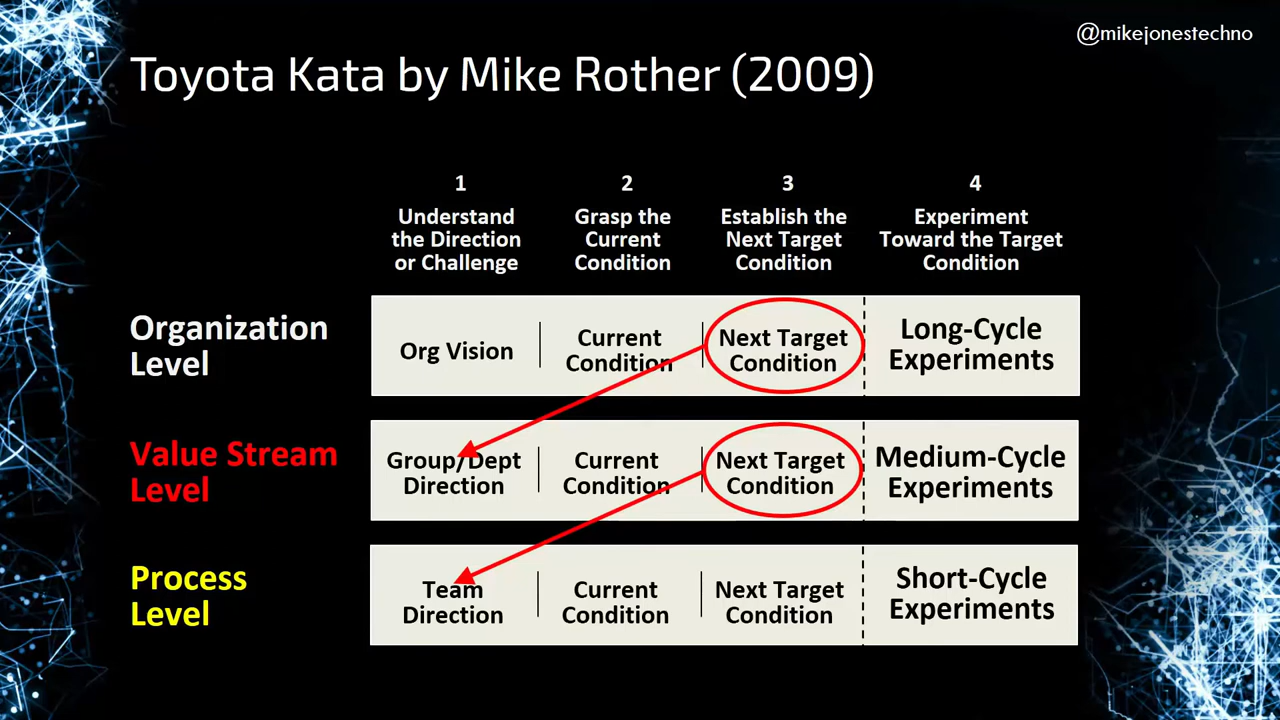 @mikejonestechno
Toyota Kata by Mike Rother (2009)
1
Understand
the Direction
or Challenge
2
Grasp the
Current
Condition
3
Establish the
Next Target
Condition
4
Experiment
Toward the Target
Condition
Organization
Level
Org Vision
Current
Condition
Next Target
Condition
Long-Cycle
Experiments
Value Stream
Level
Group/Dept
Direction
Current
Condition
Next Target
Condition
Medium-Cycle
Experiments
Process
Level
Team
Direction
Current
Condition
Next Target
Condition
Short-Cycle
Experiments